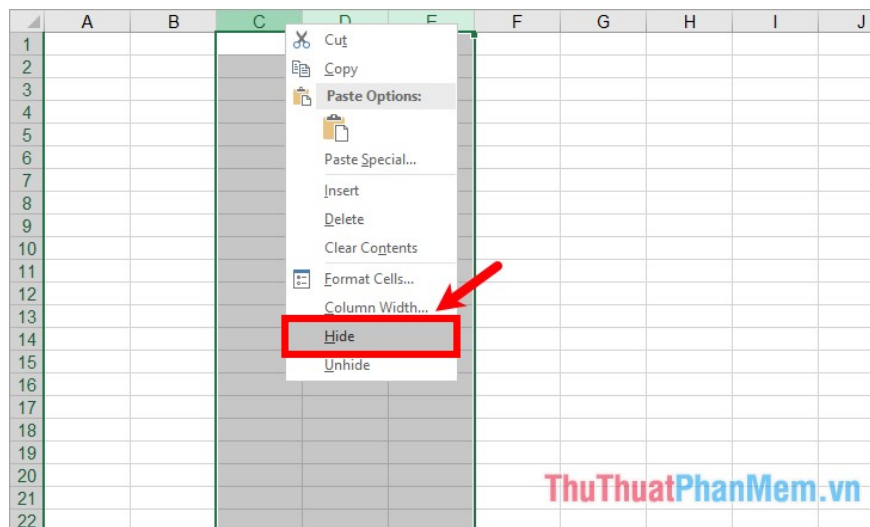 A B C D E F G H I J
1
2
3
4
5
6
7
8
9
10
11
12
13
14
15
16
17
18
19
20
21
22
Cut
Copy
Paste Options:
Paste Special...
Insert
Delete
Clear Contents
Format Cells...
Column Width...
Hide
Unhide
ThuThuatPhanMem.vn